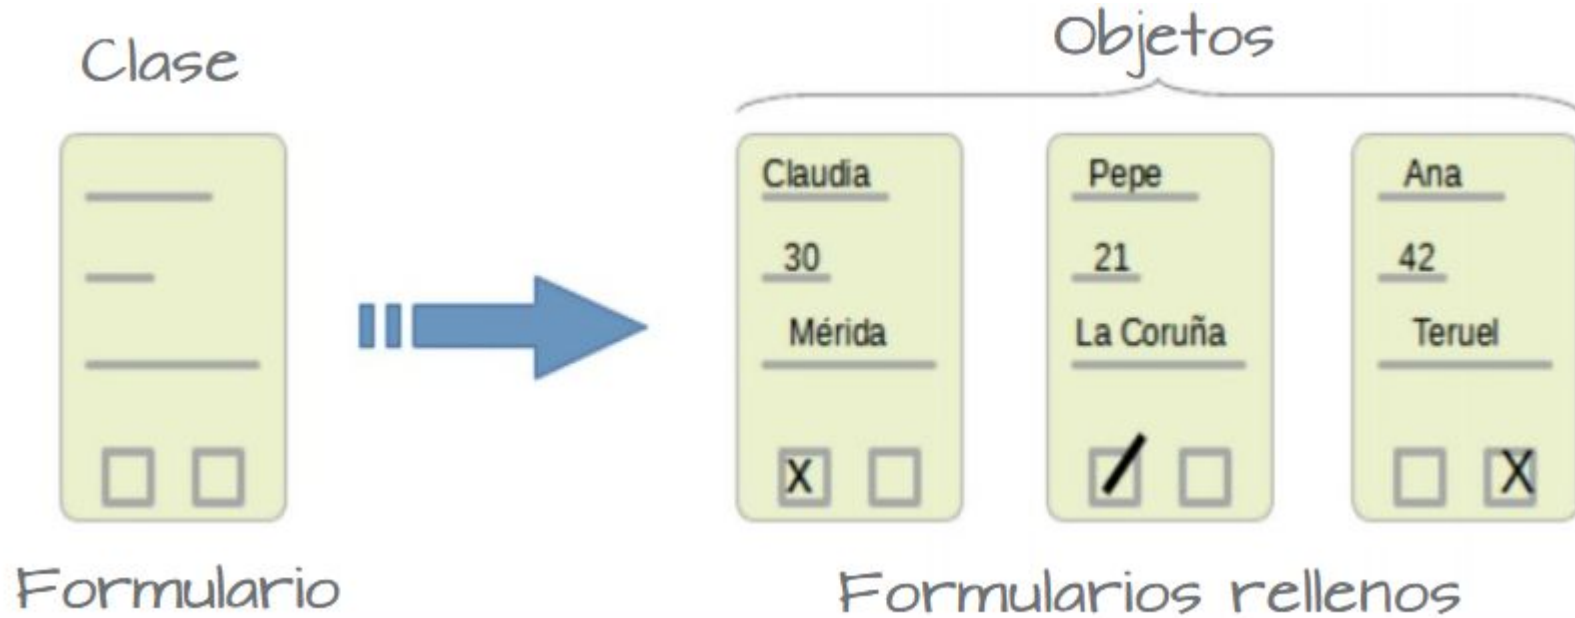 Clase
Objetos
Claudia
30
Mérida
X
Pepe
21
La Coruña
Ana
42
Teruel
X
Formulario
Formularios rellenos